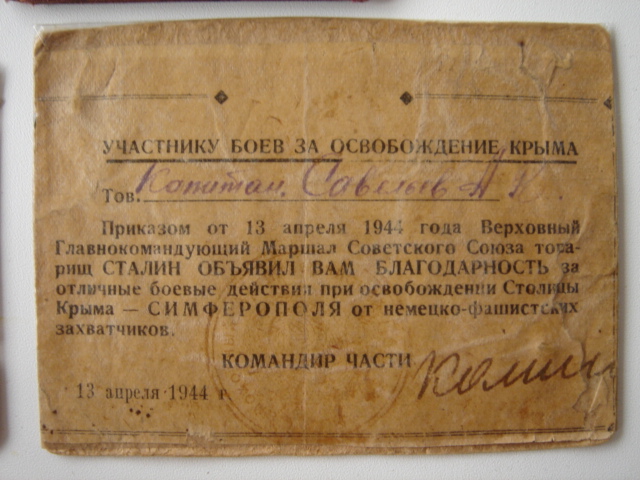 УЧАСТНИКУ БОЕВ ЗА ОСВОБОЖДЕНИЕ КРЫМА
Тов. Капитан. Савельев А К
Приказом от 13 апреля 1944 года Верховный
Главнокомандующий Маршал Советского Союза това-
рищ СТАЛИН ОБЪЯВИЛ ВАМ БЛАГОДАРНОСТЬ за
отличные боевые действия при освобождении Столицы
Крыма — СИМФЕРОПОЛЯ от немецко-фашистских
захватчиков.
КОМАНДИР ЧАСТИ
13 апреля 1944 г